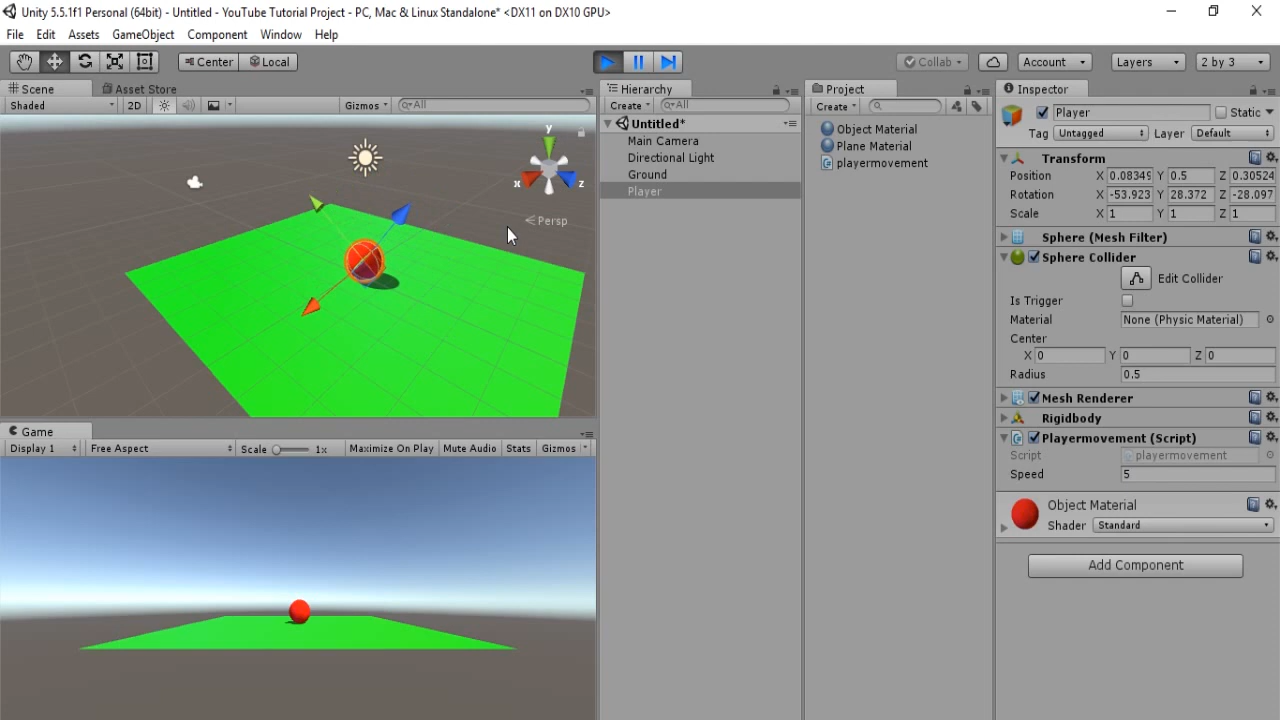 Unity 5.5.1f1 Personal (64bit) - Untitled - YouTube Tutorial Project - PC, Mac & Linux Standalone* <DX11 on DX10 GPU>
File Edit Assets GameObject Component Window Help
Center Local Collab Account Layers 2 by 3
Scene Asset Store
Shaded 2D Gizmos All
y
x z
Persp
Game
Display 1 Free Aspect Scale 1x Maximize On Play Mute Audio Stats Gizmos
Hierarchy
Create All
Untitled*
Main Camera
Directional Light
Ground
Player
Project
Create
Object Material
Plane Material
playermovement
Inspector
Player Static
Tag Untagged Layer Default
Transform
Position X 0.08349 Y 0.5 Z 0.30524
Rotation X -53.923 Y 28.372 Z -28.097
Scale X 1 Y 1 Z 1
Sphere (Mesh Filter)
Sphere Collider
Edit Collider
Is Trigger
Material None (Physic Material)
Center
X 0 Y 0 Z 0
Radius 0.5
Mesh Renderer
Rigidbody
Playermovement (Script)
Script playermovement
Speed 5
Object Material
Shader Standard
Add Component